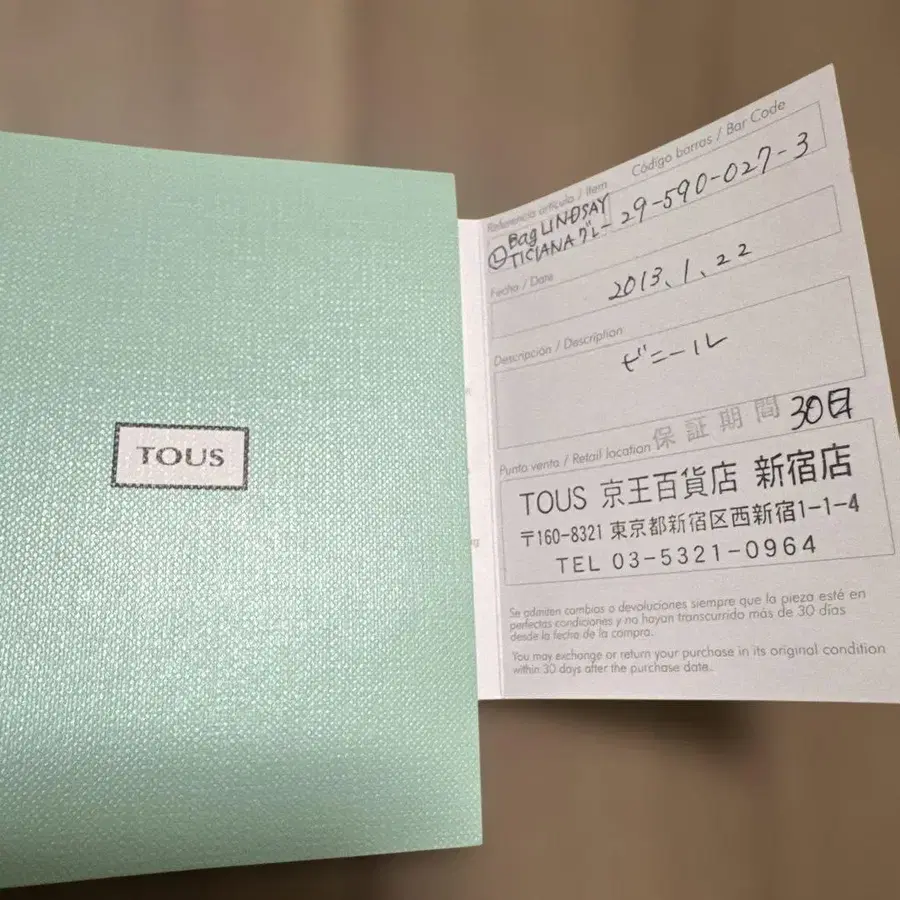 TOUS
Referencia artículo / Item
Código barras / Bar Code
Ⓛ Bag LINDSAY
TICIANA グレー 29-590-027-3
Fecha / Date
2013、1、22
Descripción / Description
ビニール
保証期間 30日
Punto venta / Retail location
TOUS 京王百貨店 新宿店
〒160-8321 東京都新宿区西新宿1-1-4
TEL 03-5321-0964
Se admiten cambios o devoluciones siempre que la pieza esté en
perfectas condiciones y no hayan transcurrido más de 30 días
desde la fecha de la compra.
You may exchange or return your purchase in its original condition
within 30 days after the purchase date.